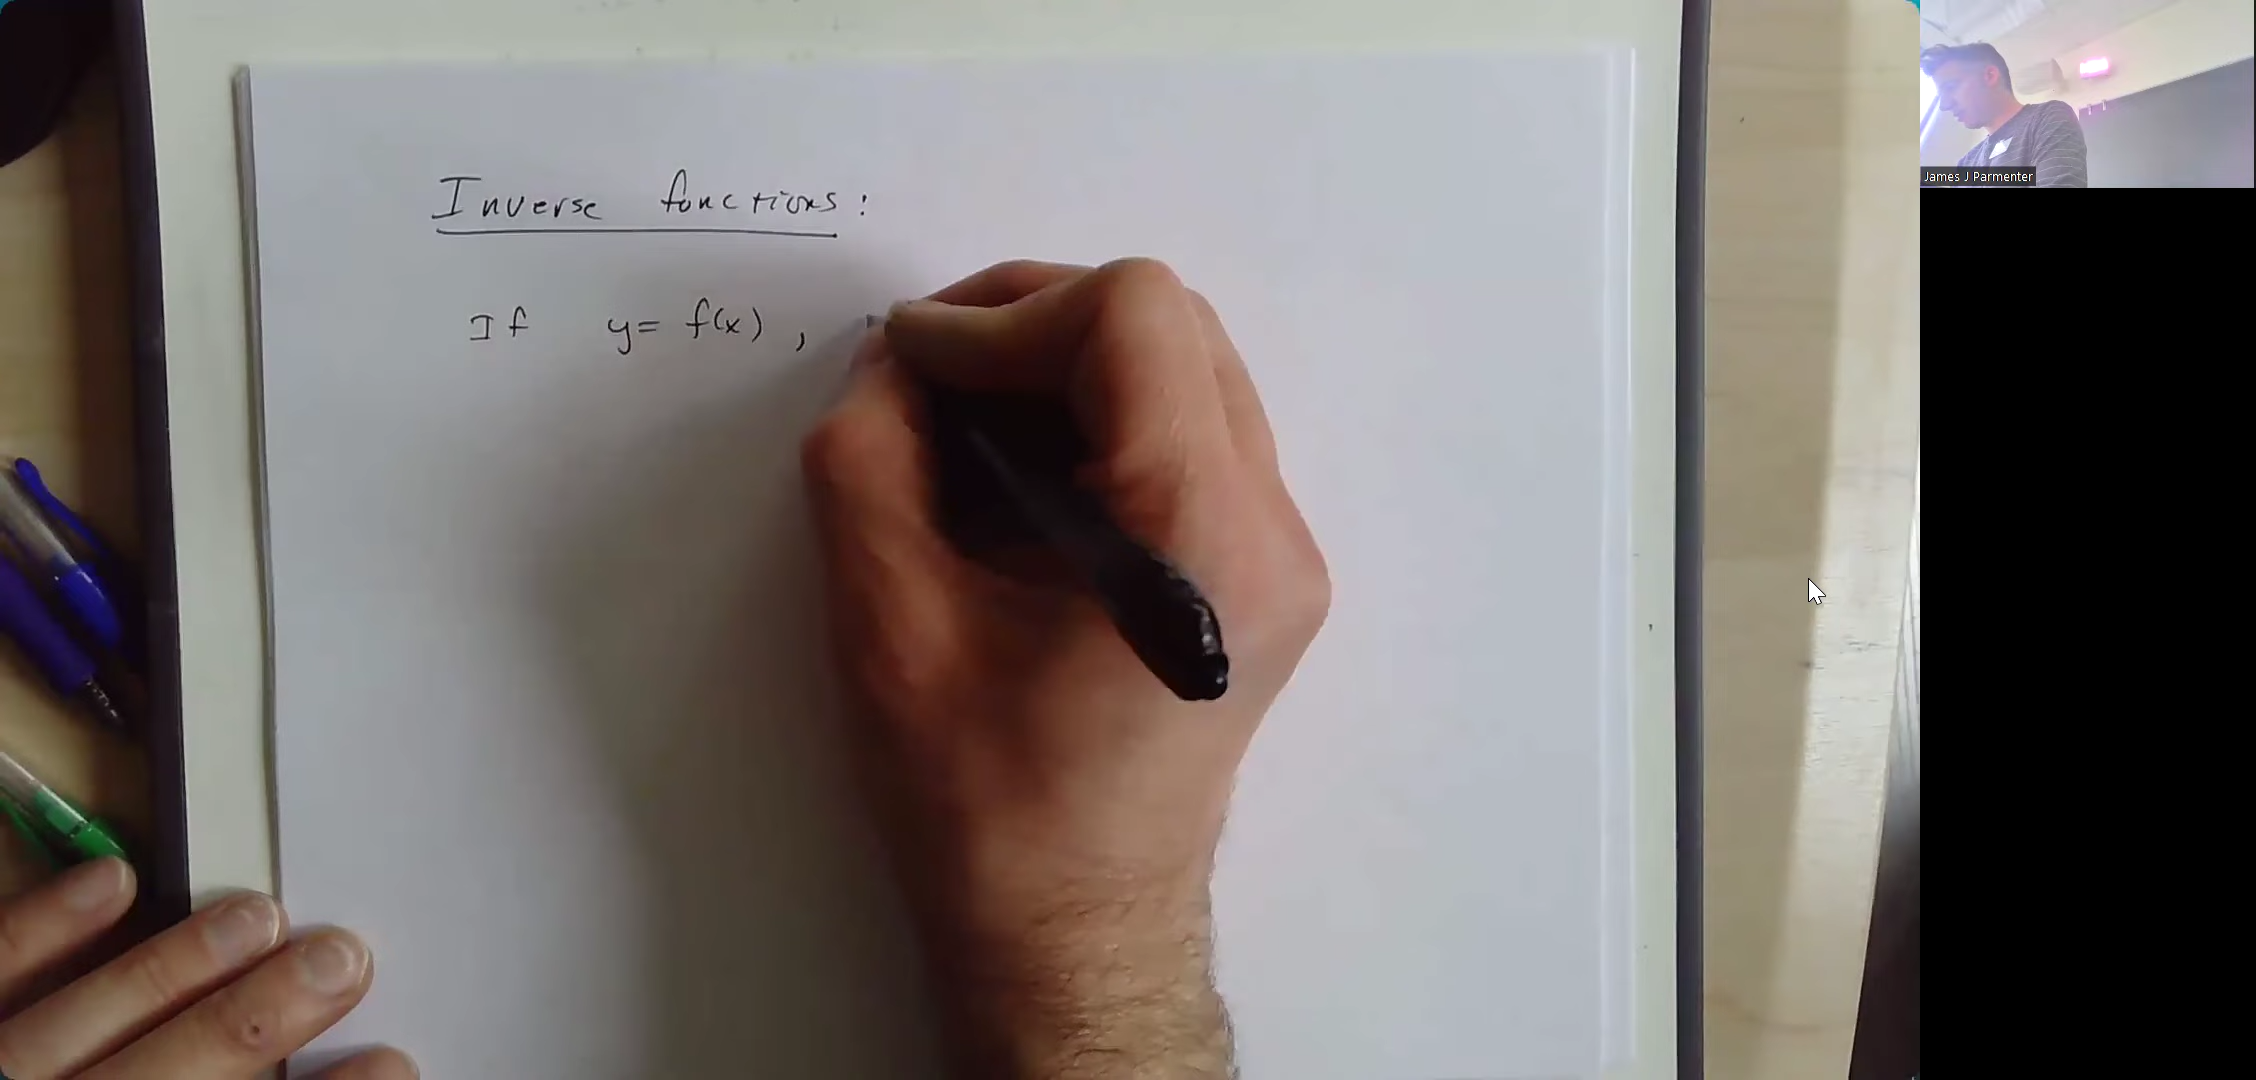 Inverse functions:
If y = f(x) ,
James J Parmenter